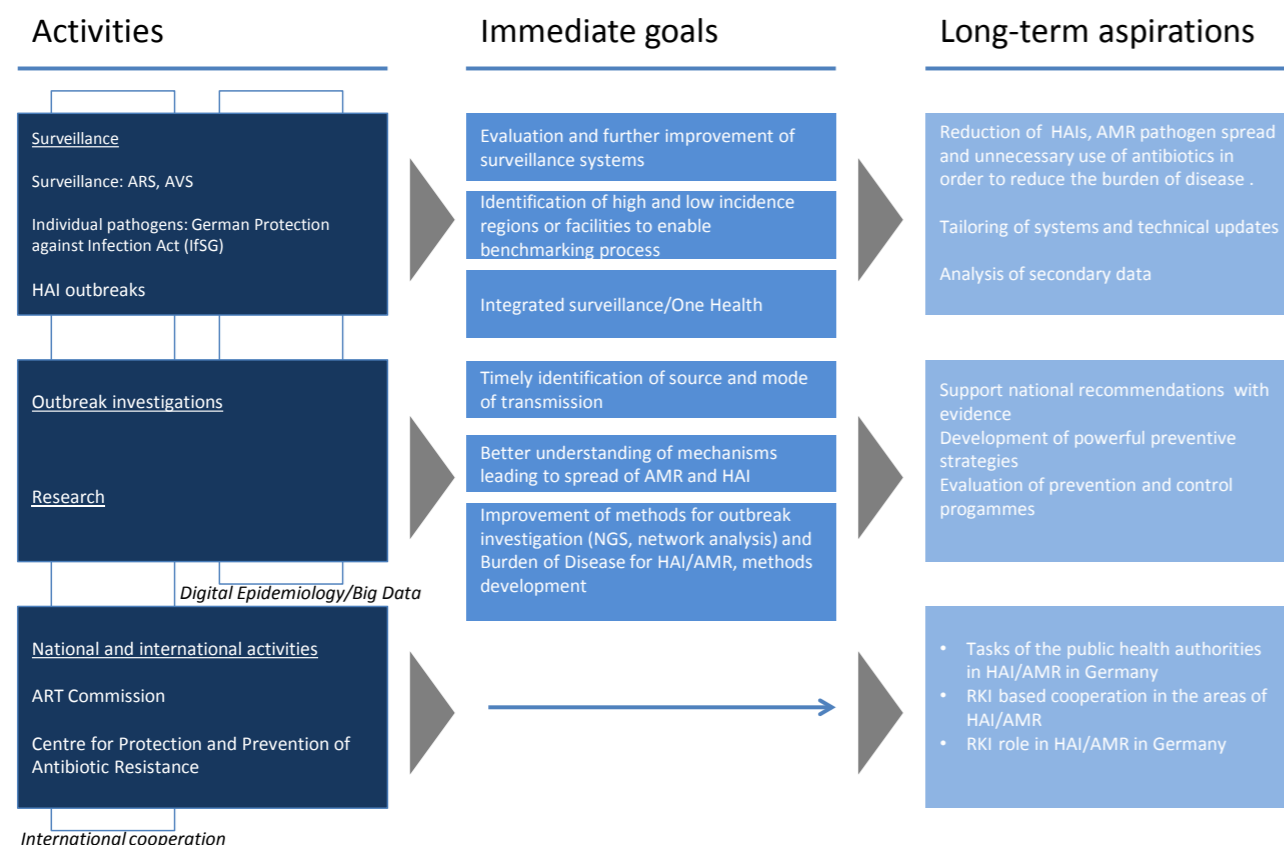 Activities
Immediate goals
Long-term aspirations
Surveillance
Surveillance: ARS, AVS
Individual pathogens: German Protection
against Infection Act (IfSG)
HAI outbreaks
Evaluation and further improvement of
surveillance systems
Identification of high and low incidence
regions or facilities to enable
benchmarking process
Integrated surveillance/One Health
Reduction of HAIs, AMR pathogen spread
and unnecessary use of antibiotics in
order to reduce the burden of disease .
Tailoring of systems and technical updates
Analysis of secondary data
Outbreak investigations
Research
Timely identification of source and mode
of transmission
Better understanding of mechanisms
leading to spread of AMR and HAI
Improvement of methods for outbreak
investigation (NGS, network analysis) and
Burden of Disease for HAI/AMR, methods
development
Support national recommendations with
evidence
Development of powerful preventive
strategies
Evaluation of prevention and control
progammes
Digital Epidemiology/Big Data
National and international activities
ART Commission
Centre for Protection and Prevention of
Antibiotic Resistance
• Tasks of the public health authorities
in HAI/AMR in Germany
• RKI based cooperation in the areas of
HAI/AMR
• RKI role in HAI/AMR in Germany
International cooperation